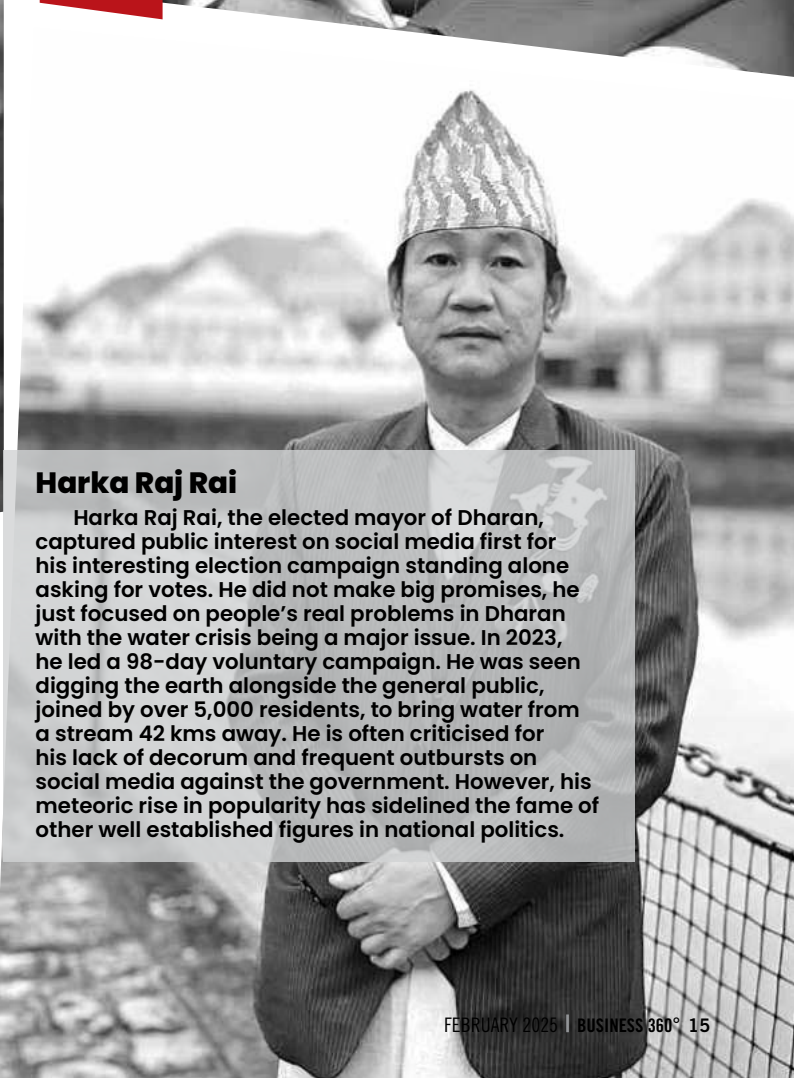 Harka Raj Rai
Harka Raj Rai, the elected mayor of Dharan,
captured public interest on social media first for
his interesting election campaign standing alone
asking for votes. He did not make big promises, he
just focused on people’s real problems in Dharan
with the water crisis being a major issue. In 2023,
he led a 98-day voluntary campaign. He was seen
digging the earth alongside the general public,
joined by over 5,000 residents, to bring water from
a stream 42 kms away. He is often criticised for
his lack of decorum and frequent outbursts on
social media against the government. However, his
meteoric rise in popularity has sidelined the fame of
other well established figures in national politics.
FEBRUARY 2025 | BUSINESS 360° 15